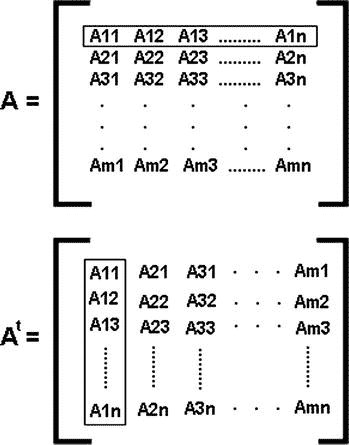 A11 A12 A13 ......... A1n
A21 A22 A23 ......... A2n
A31 A32 A33 ......... A3n
A =
. . . . .
. . . . .
Am1 Am2 Am3 ........ Amn
A11 A21 A31 . . . Am1
A12 A22 A32 . . . Am2
A13 A23 A33 . . . Am3
Aᵗ =
A1n A2n A3n . . . Amn